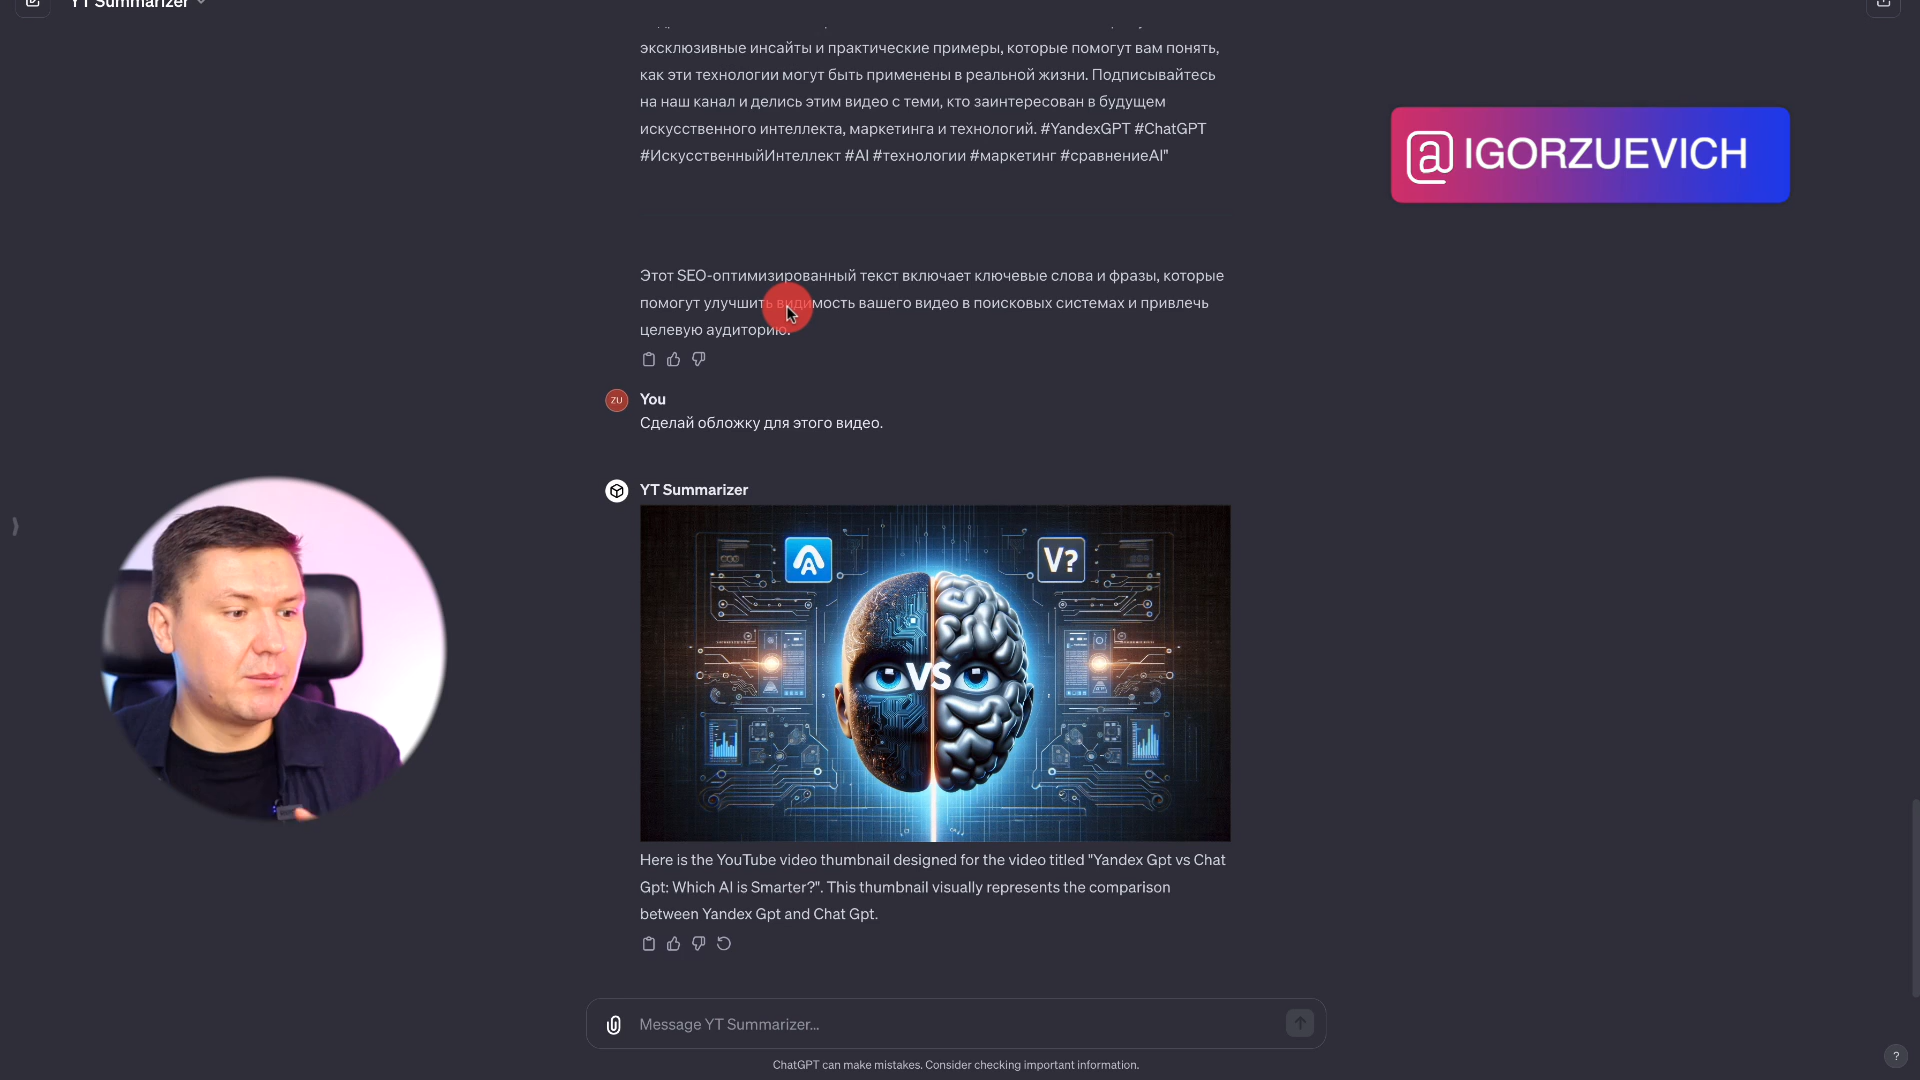 YT Summarizer
эксклюзивные инсайты и практические примеры, которые помогут вам понять,
как эти технологии могут быть применены в реальной жизни. Подписывайтесь
на наш канал и делись этим видео с теми, кто заинтересован в будущем
искусственного интеллекта, маркетинга и технологий. #YandexGPT #ChatGPT
#ИскусственныйИнтеллект #AI #технологии #маркетинг #сравнениеAI"
@IGORZUEVICH
Этот SEO-оптимизированный текст включает ключевые слова и фразы, которые
помогут улучшить видимость вашего видео в поисковых системах и привлечь
целевую аудиторию.
ZU
You
Сделай обложку для этого видео.
YT Summarizer
A
V?
VS
Here is the YouTube video thumbnail designed for the video titled "Yandex Gpt vs Chat
Gpt: Which AI is Smarter?". This thumbnail visually represents the comparison
between Yandex Gpt and Chat Gpt.
Message YT Summarizer...
ChatGPT can make mistakes. Consider checking important information.
?